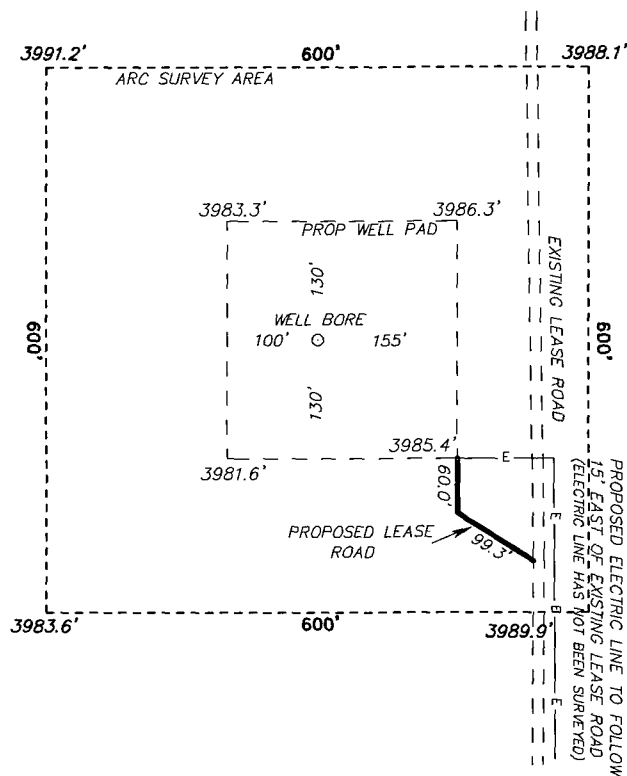 3991.2' 600' 3988.1'
ARC SURVEY AREA
3983.3' 3986.3'
PROP WELL PAD
130'
WELL BORE
100' 155'
130'
600'
600'
EXISTING LEASE ROAD
3981.6' 3985.4'
E
60.0'
99.3'
PROPOSED LEASE
ROAD
E
E
E
3983.6' 600' 3989.9'
PROPOSED ELECTRIC LINE TO FOLLOW
15' EAST OF EXISTING LEASE ROAD
(ELECTRIC LINE HAS NOT BEEN SURVEYED)